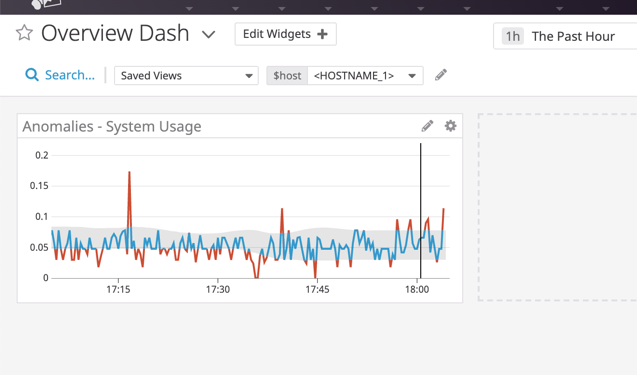 Overview Dash
Edit Widgets
1h The Past Hour
Search...
Saved Views
$host <HOSTNAME_1>
Anomalies - System Usage
0.2
0.15
0.1
0.05
0
17:15 17:30 17:45 18:00